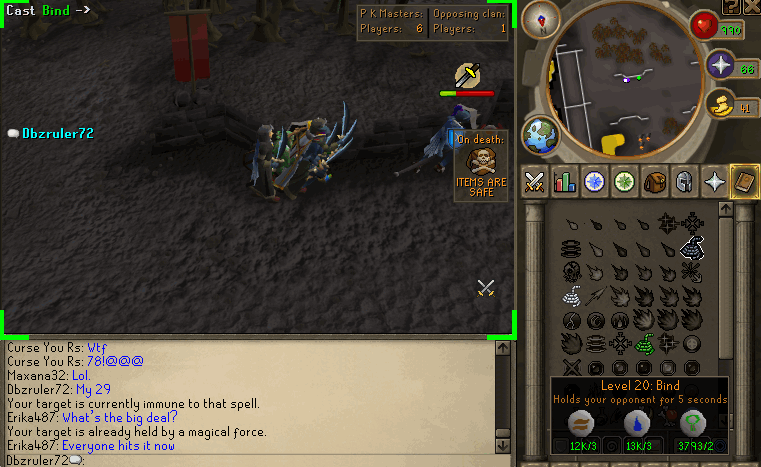 Cast Bind ->
P K Masters: Opposing clan:
Players: 6 Players: 1
N
990
66
41
Dbzruler72
On death:
ITEMS ARE
SAFE
Curse You Rs: Wtf
Curse You Rs: 78!@@@
Maxana32: Lol.
Dbzruler72: My 29
Your target is currently immune to that spell.
Erika487: What's the big deal?
Your target is already held by a magical force.
Erika487: Everyone hits it now
Dbzruler72:
Level 20: Bind
Holds your opponent for 5 seconds
12K/3 13K/3 3793/2